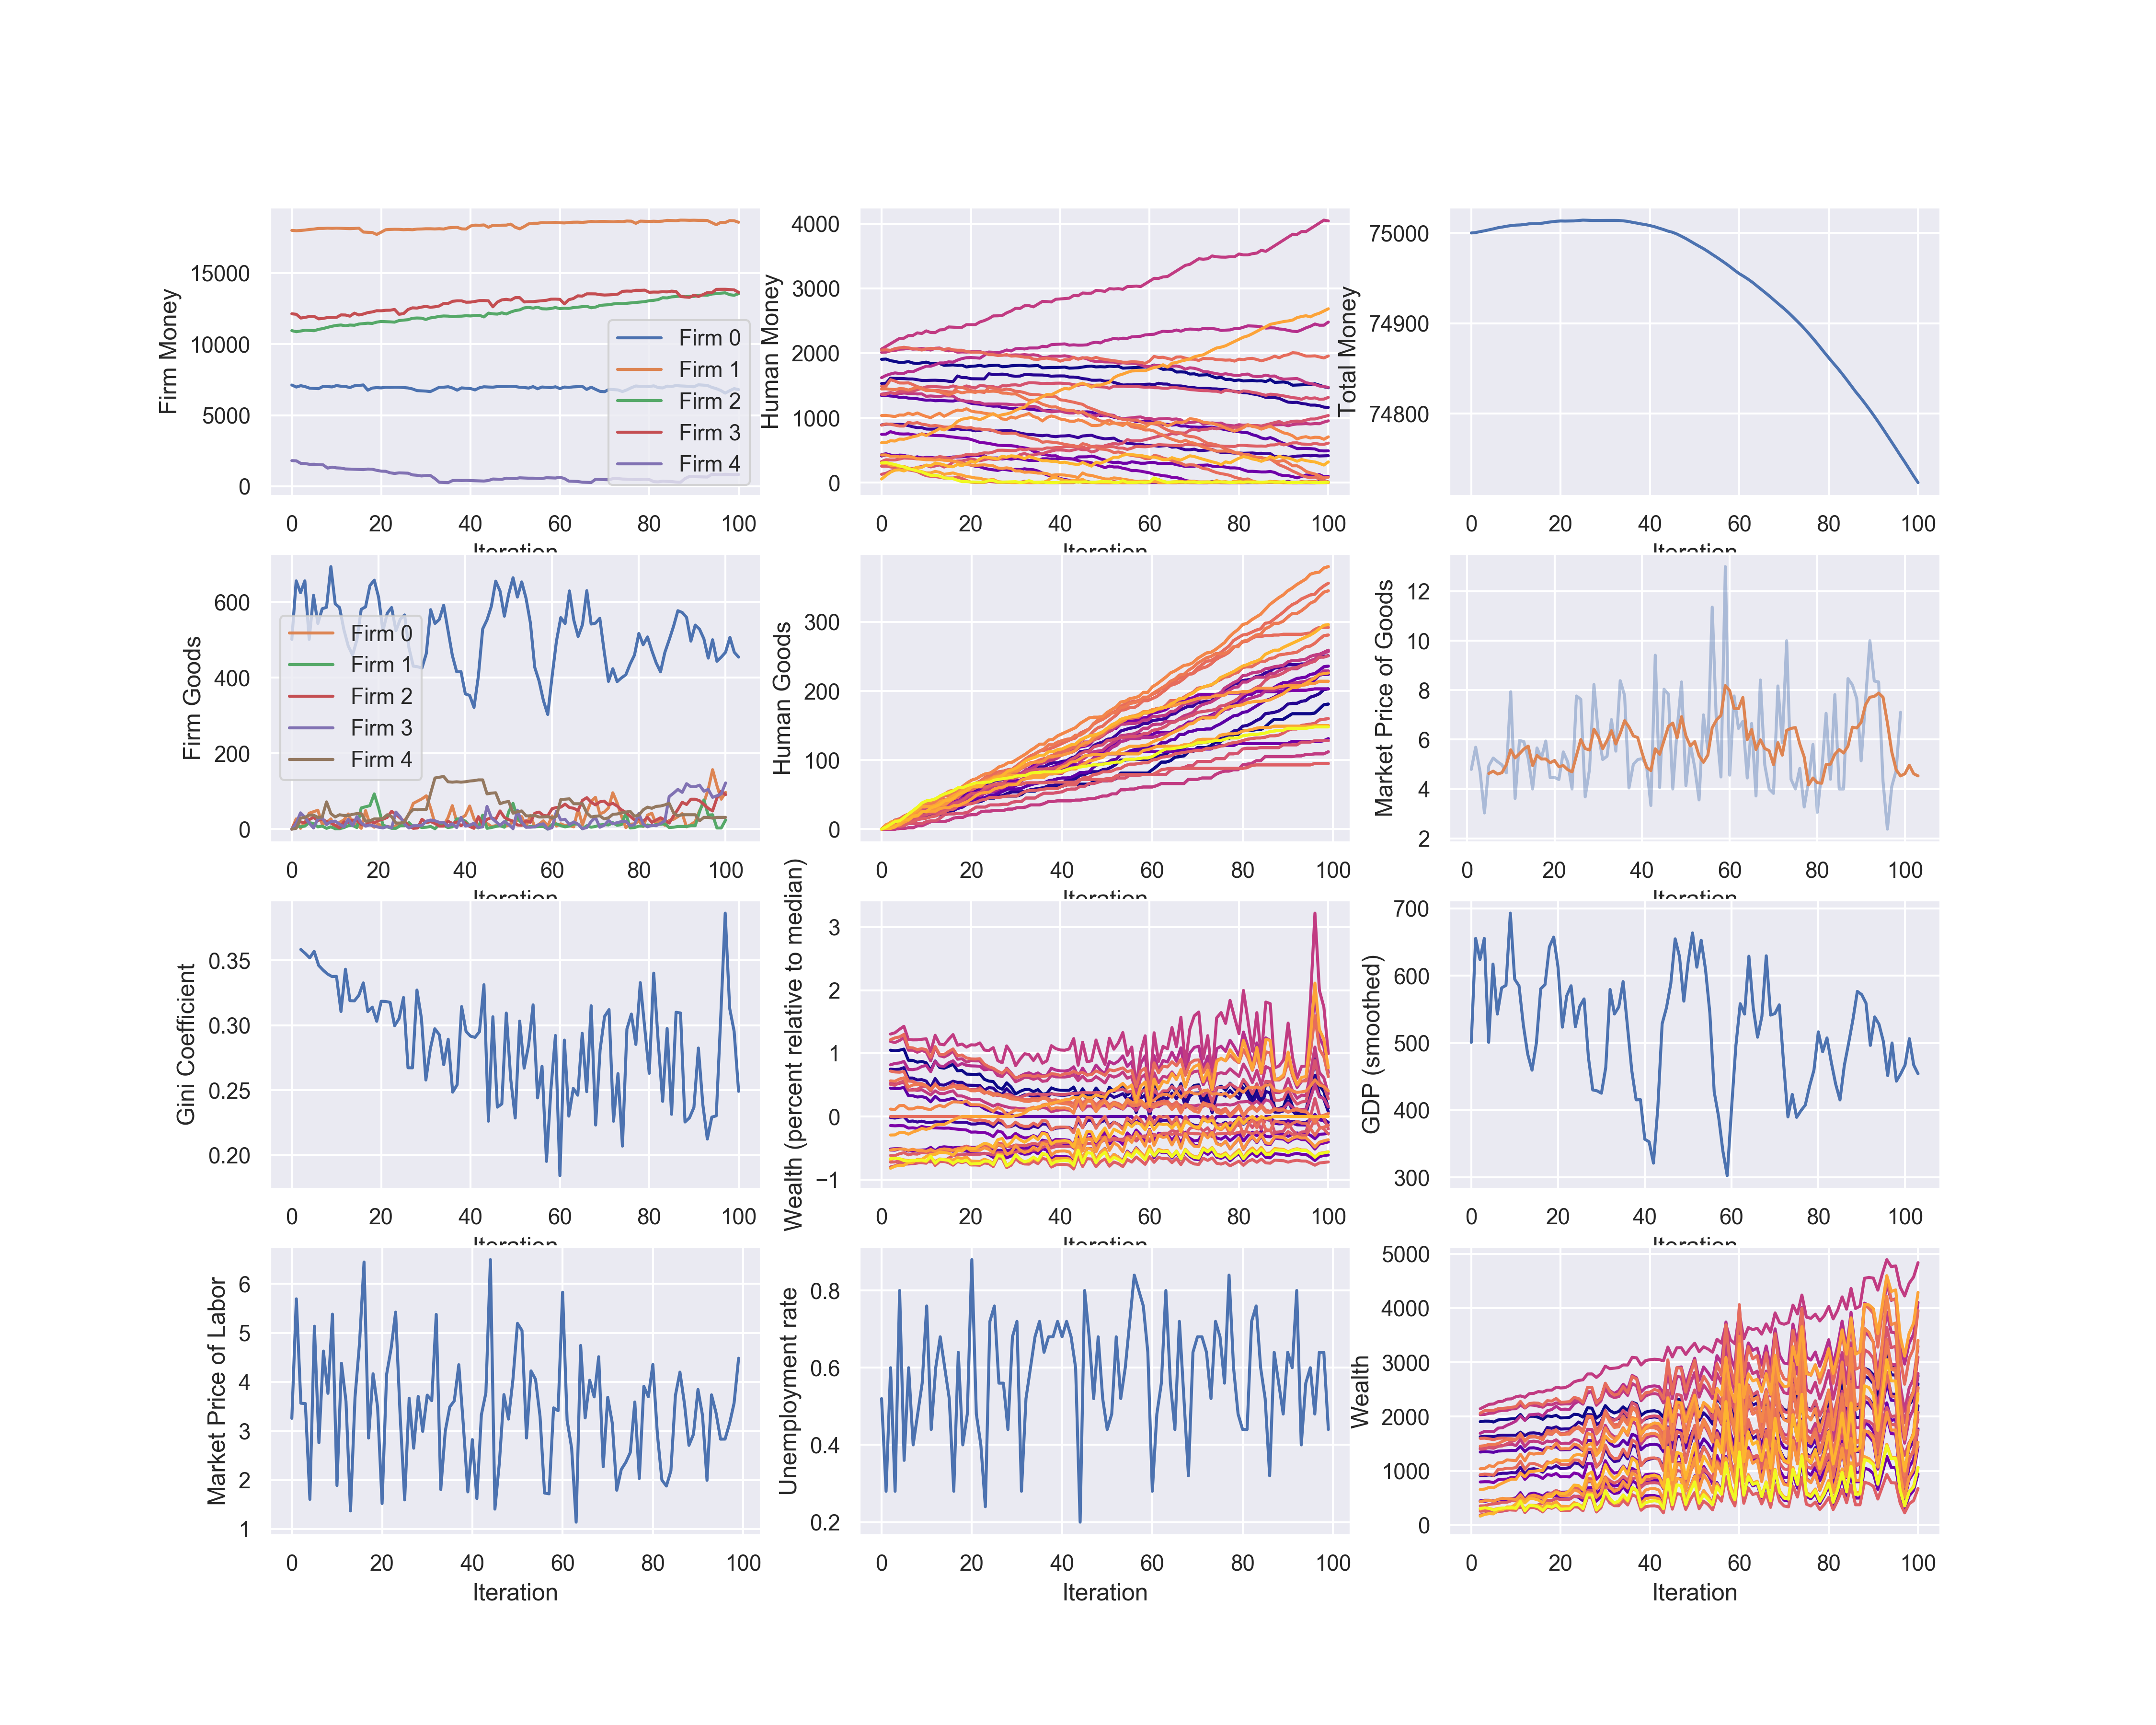 Firm Money
15000
10000
5000
0
Firm 0
Firm 1
Firm 2
Firm 3
Firm 4
0 20 40 60 80 100
Iteration
Human Money
4000
3000
2000
1000
0
0 20 40 60 80 100
Iteration
Total Money
75000
74900
74800
0 20 40 60 80 100
Iteration
Firm Goods
600
400
200
0
Firm 0
Firm 1
Firm 2
Firm 3
Firm 4
0 20 40 60 80 100
Iteration
Human Goods
300
200
100
0
0 20 40 60 80 100
Iteration
Market Price of Goods
12
10
8
6
4
2
0 20 40 60 80 100
Iteration
Gini Coefficient
0.35
0.30
0.25
0.20
0 20 40 60 80 100
Iteration
Wealth (percent relative to median)
3
2
1
0
−1
0 20 40 60 80 100
Iteration
GDP (smoothed)
700
600
500
400
300
0 20 40 60 80 100
Iteration
Market Price of Labor
6
5
4
3
2
1
0 20 40 60 80 100
Iteration
Unemployment rate
0.8
0.6
0.4
0.2
0 20 40 60 80 100
Iteration
Wealth
5000
4000
3000
2000
1000
0
0 20 40 60 80 100
Iteration